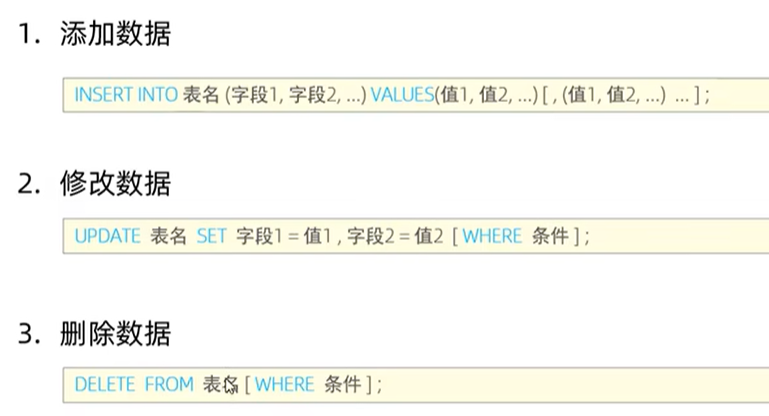 1. 添加数据
INSERT INTO 表名 (字段1, 字段2, ...) VALUES(值1, 值2, ...) [ , (值1, 值2, ...) ... ] ;
2. 修改数据
UPDATE 表名 SET 字段1 = 值1 , 字段2 = 值2 [ WHERE 条件 ] ;
3. 删除数据
DELETE FROM 表名 [ WHERE 条件 ] ;